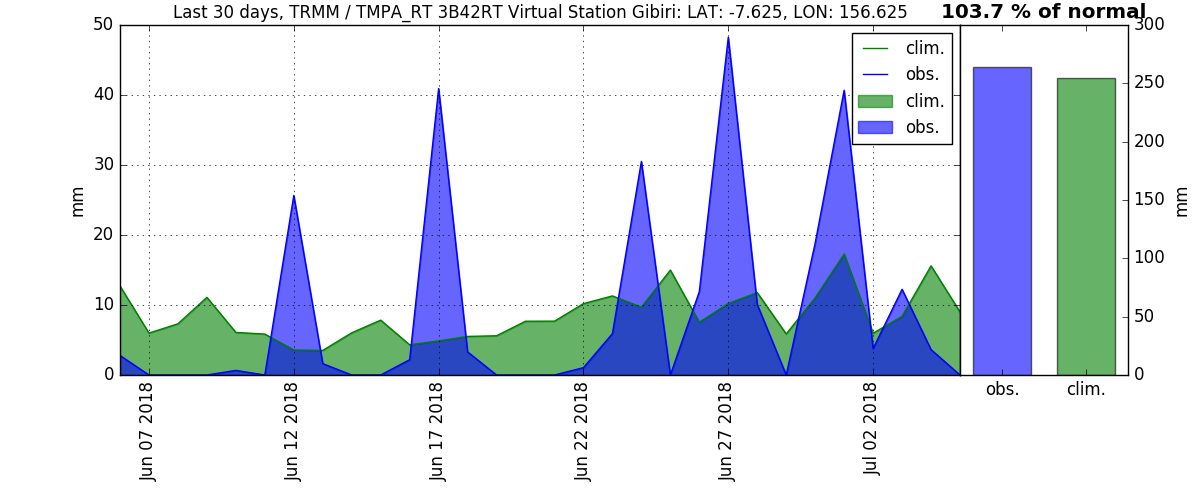 Last 30 days, TRMM / TMPA_RT 3B42RT Virtual Station Gibiri: LAT: -7.625, LON: 156.625
103.7 % of normal
50
40
30
20
10
0
mm
clim.
obs.
clim.
obs.
300
250
200
150
100
50
0
mm
Jun 07 2018
Jun 12 2018
Jun 17 2018
Jun 22 2018
Jun 27 2018
Jul 02 2018
obs.
clim.